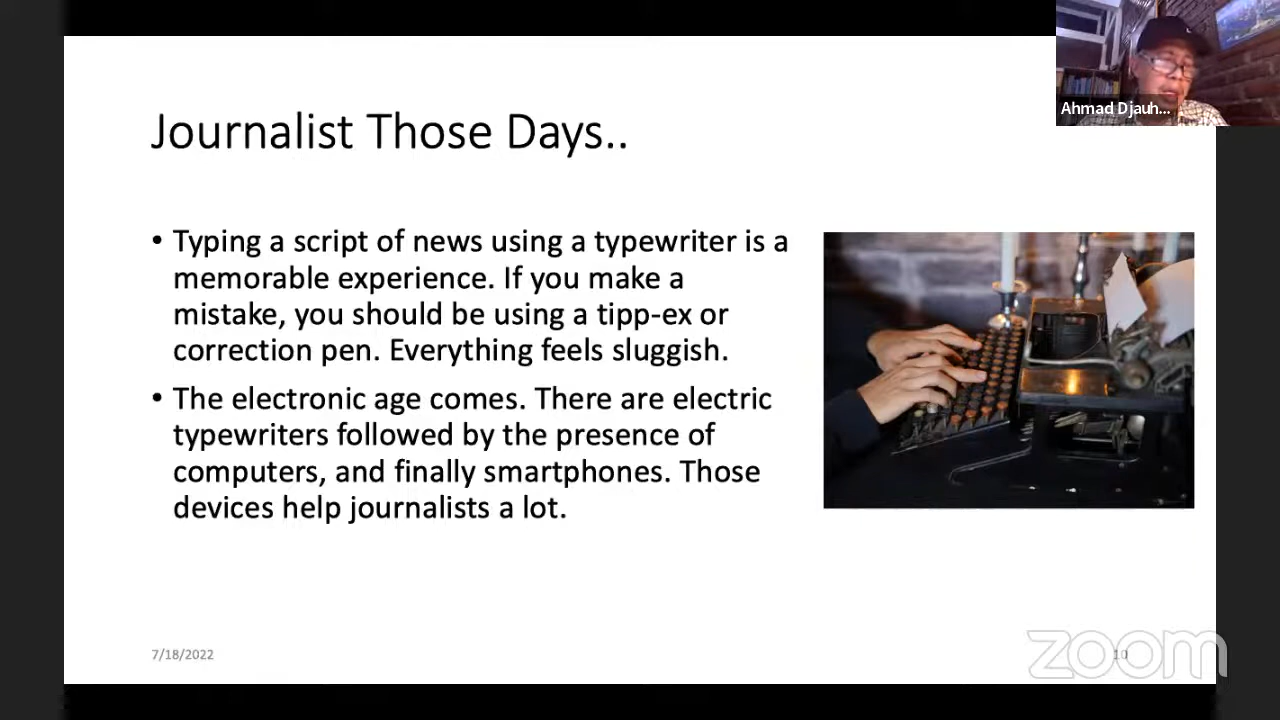 Ahmad Djauh...
Journalist Those Days..
• Typing a script of news using a typewriter is a
memorable experience. If you make a
mistake, you should be using a tipp-ex or
correction pen. Everything feels sluggish.
• The electronic age comes. There are electric
typewriters followed by the presence of
computers, and finally smartphones. Those
devices help journalists a lot.
7/18/2022
10
zoom